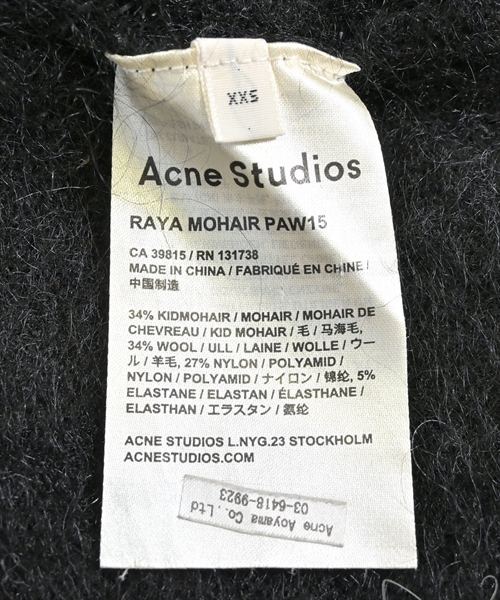 XXS
Acne Studios
RAYA MOHAIR PAW15
CA 39815 / RN 131738
MADE IN CHINA / FABRIQUÉ EN CHINE /
中国制造
34% KIDMOHAIR / MOHAIR / MOHAIR DE
CHEVREAU / KID MOHAIR / 毛 / 马海毛,
34% WOOL / ULL / LAINE / WOLLE / ウー
ル / 羊毛, 27% NYLON / POLYAMID /
NYLON / POLYAMID / ナイロン / 锦纶, 5%
ELASTANE / ELASTAN / ÉLASTHANE /
ELASTHAN / エラスタン / 氨纶
ACNE STUDIOS L.NYG.23 STOCKHOLM
ACNESTUDIOS.COM
Acne Aoyama Co., Ltd
03-6418-9923